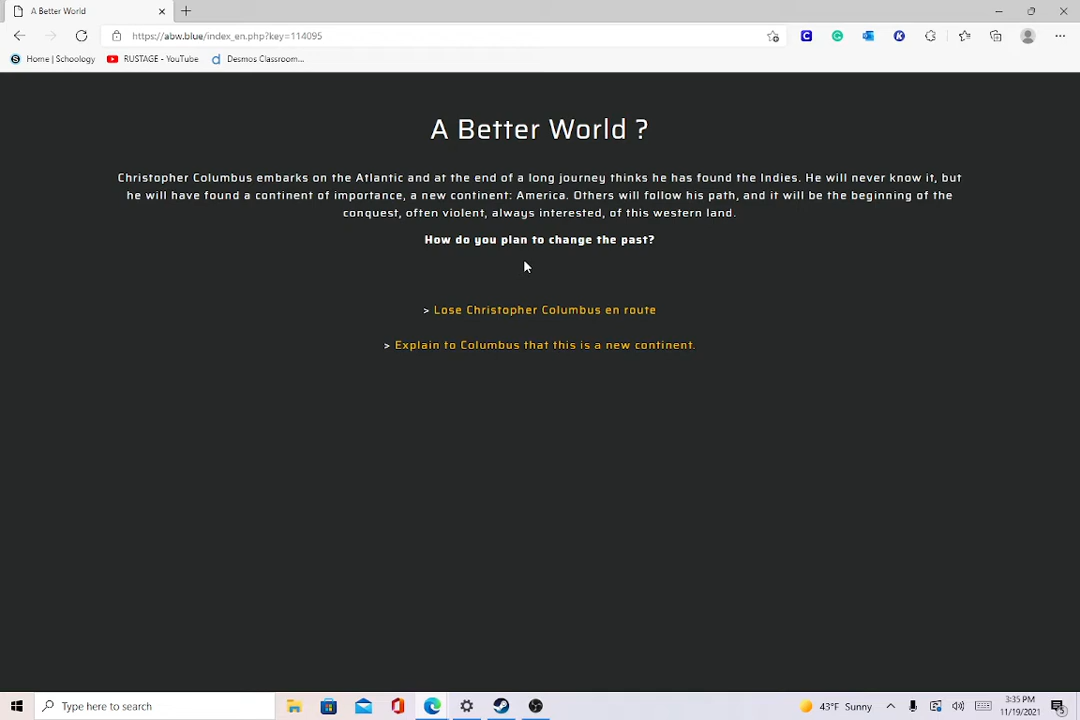 A Better World
https://abw.blue/index_en.php?key=114095
Home | Schoology
RUSTAGE - YouTube
Desmos Classroom...
A Better World ?
Christopher Columbus embarks on the Atlantic and at the end of a long journey thinks he has found the Indies. He will never know it, but
he will have found a continent of importance, a new continent: America. Others will follow his path, and it will be the beginning of the
conquest, often violent, always interested, of this western land.
How do you plan to change the past?
> Lose Christopher Columbus en route
> Explain to Columbus that this is a new continent.
Type here to search
43°F Sunny
3:35 PM
11/19/2021